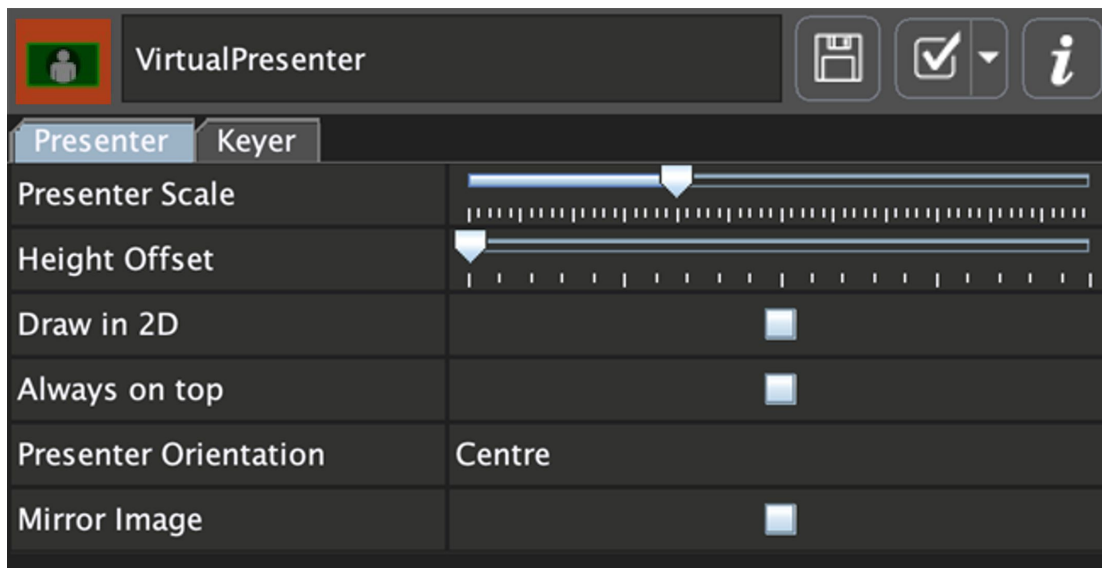 VirtualPresenter
Presenter Keyer
Presenter Scale
Height Offset
Draw in 2D
Always on top
Presenter Orientation Centre
Mirror Image